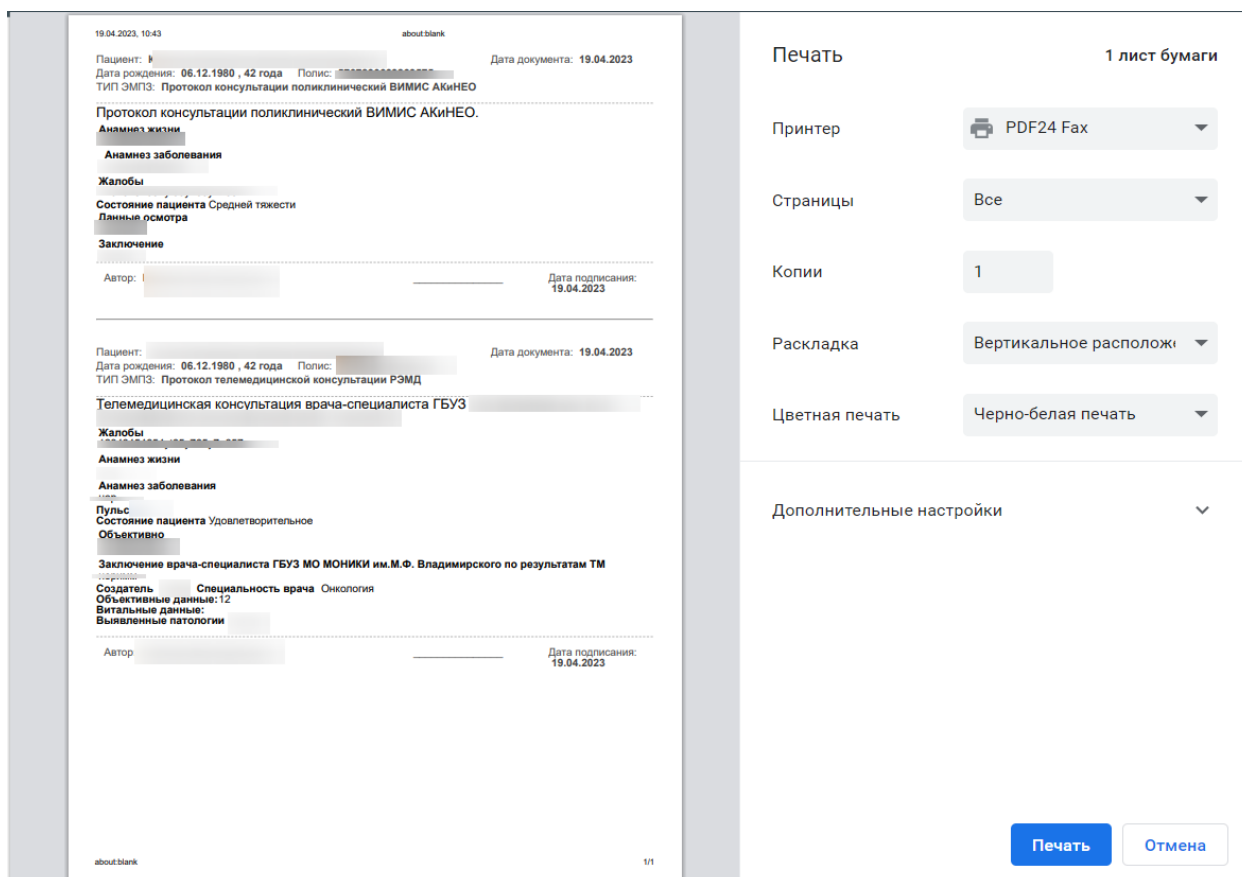 19.04.2023, 10:43 about:blank
Пациент: Дата документа: 19.04.2023
Дата рождения: 06.12.1980 , 42 года Полис:
ТИП ЭМПЗ: Протокол консультации поликлинический ВИМИС АКиНЕО
Протокол консультации поликлинический ВИМИС АКиНЕО.
Анамнез жизни
Анамнез заболевания
Жалобы
Состояние пациента Средней тяжести
Данные осмотра
Заключение
Автор: Дата подписания:
19.04.2023
Пациент: Дата документа: 19.04.2023
Дата рождения: 06.12.1980 , 42 года Полис:
ТИП ЭМПЗ: Протокол телемедицинской консультации РЭМД
Телемедицинская консультация врача-специалиста ГБУЗ
Жалобы
Анамнез жизни
Анамнез заболевания
Пульс
Состояние пациента Удовлетворительное
Объективно
Заключение врача-специалиста ГБУЗ МО МОНИКИ им.М.Ф. Владимирского по результатам ТМ
Создатель Специальность врача Онкология
Объективные данные:12
Витальные данные:
Выявленные патологии
Автор Дата подписания:
19.04.2023
about:blank 1/1
Печать 1 лист бумаги
Принтер PDF24 Fax
Страницы Все
Копии 1
Раскладка Вертикальное располож
Цветная печать Черно-белая печать
Дополнительные настройки
Печать Отмена